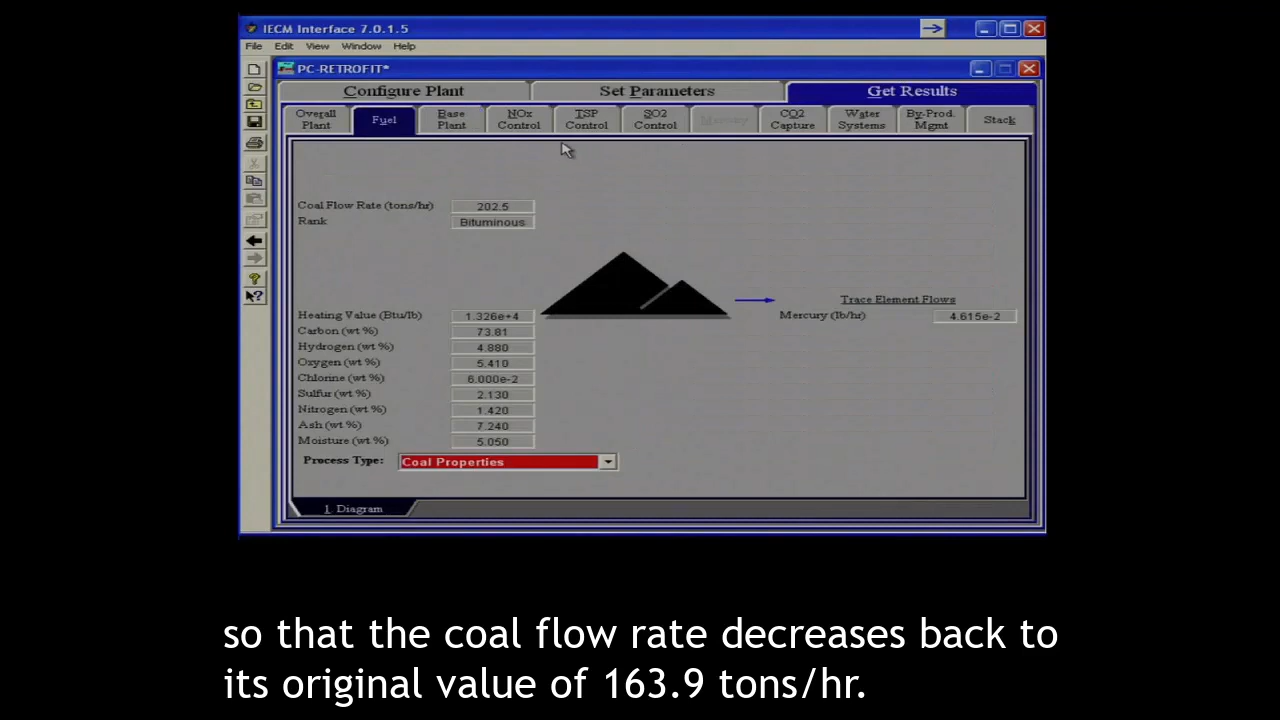 IECM Interface 7.0.1.5
File Edit View Window Help
PC-RETROFIT*
Configure Plant Set Parameters Get Results
Overall Plant Fuel Base Plant NOx Control TSP Control SO2 Control Mercury CO2 Capture Water Systems By-Prod. Mgmt Stack
Coal Flow Rate (tons/hr) 202.5
Rank Bituminous
Trace Element Flows
Heating Value (Btu/lb) 1.326e+4 Mercury (lb/hr) 4.615e-2
Carbon (wt %) 73.81
Hydrogen (wt %) 4.880
Oxygen (wt %) 5.410
Chlorine (wt %) 6.000e-2
Sulfur (wt %) 2.130
Nitrogen (wt %) 1.420
Ash (wt %) 7.240
Moisture (wt %) 5.050
Process Type: Coal Properties
1. Diagram
so that the coal flow rate decreases back to
its original value of 163.9 tons/hr.